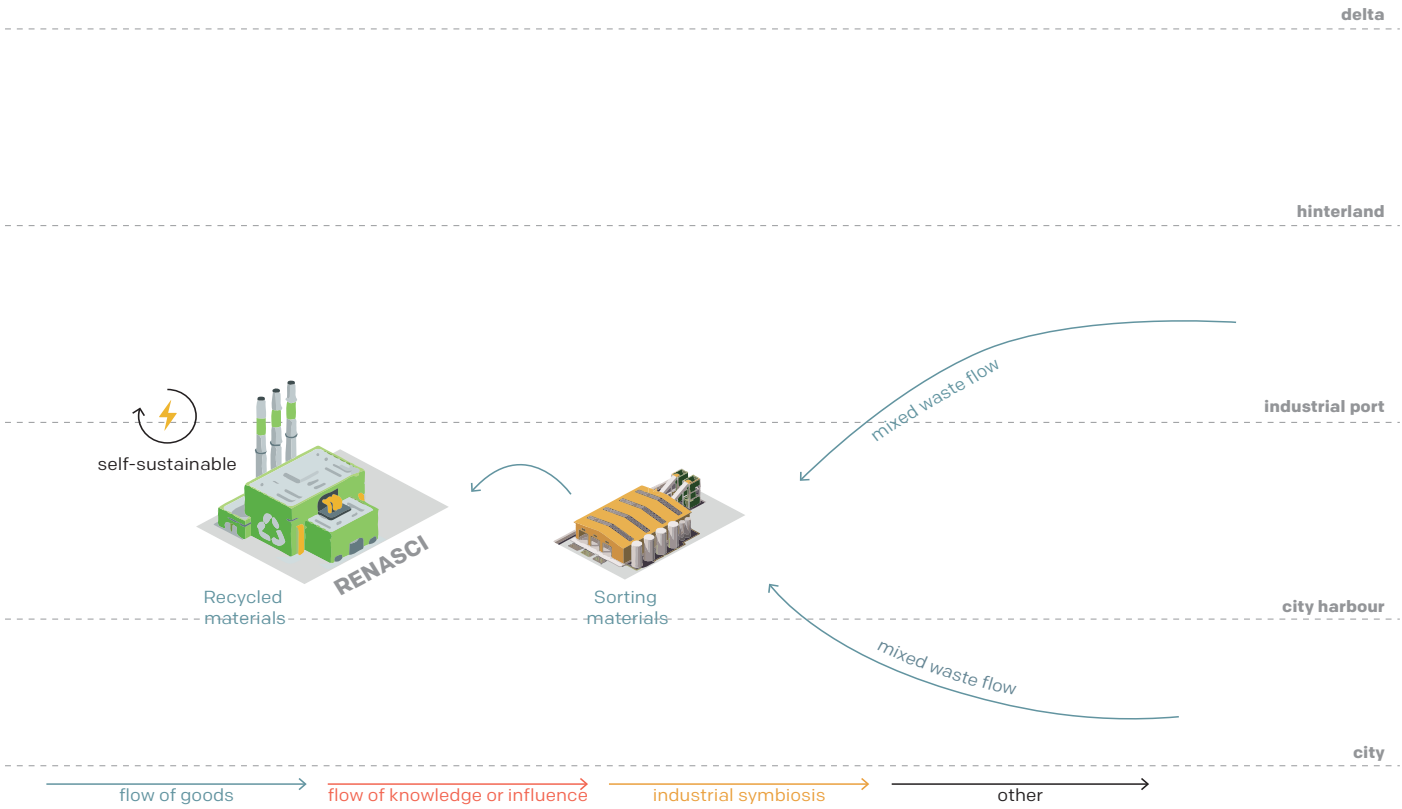 delta
hinterland
mixed waste flow
industrial port
self-sustainable
RENASCI
Recycled
materials
Sorting
materials
city harbour
mixed waste flow
city
flow of goods
flow of knowledge or influence
industrial symbiosis
other